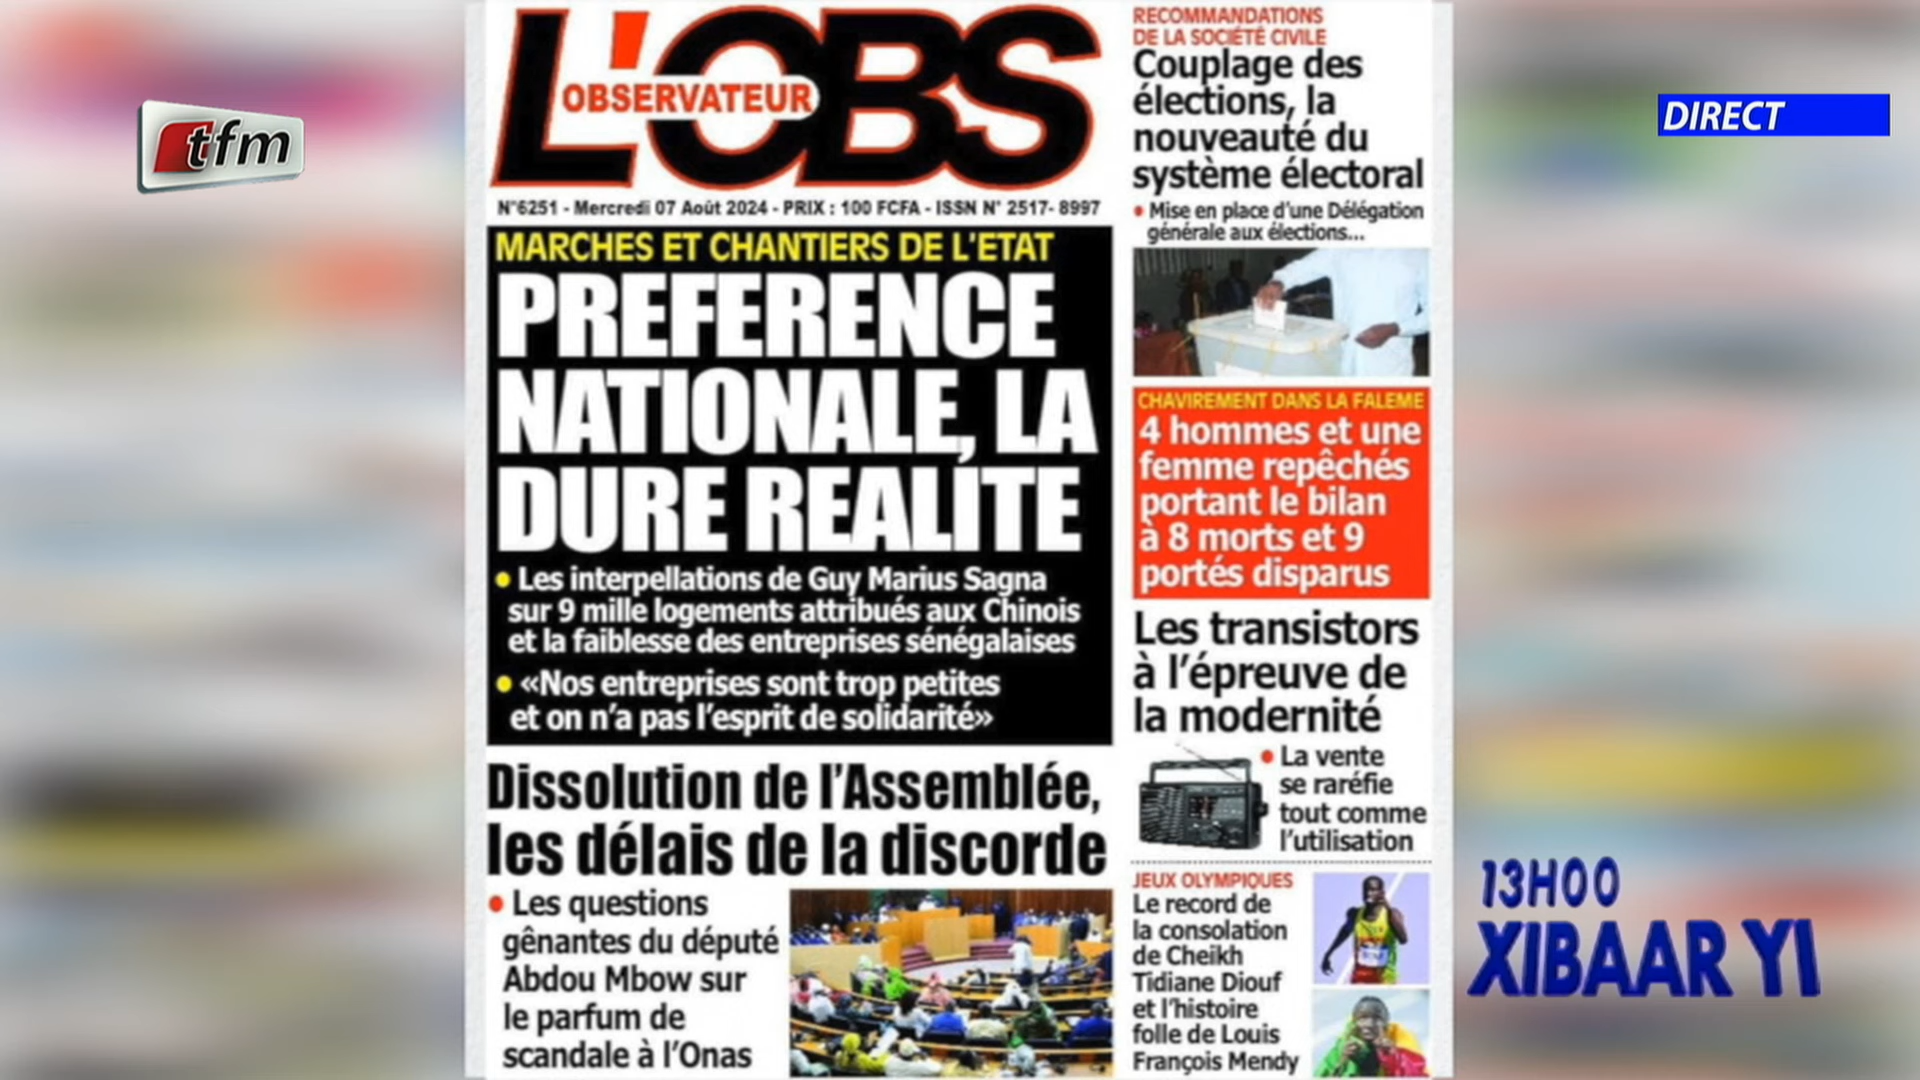 tfm
DIRECT
L'OBS
OBSERVATEUR
N°6251 - Mercredi 07 Août 2024 - PRIX : 100 FCFA - ISSN N° 2517- 8997
MARCHES ET CHANTIERS DE L'ETAT
PREFERENCE
NATIONALE, LA
DURE REALITE
• Les interpellations de Guy Marius Sagna
sur 9 mille logements attribués aux Chinois
et la faiblesse des entreprises sénégalaises
• «Nos entreprises sont trop petites
et on n'a pas l'esprit de solidarité»
Dissolution de l'Assemblée,
les délais de la discorde
• Les questions
gênantes du député
Abdou Mbow sur
le parfum de
scandale à l'Onas
RECOMMANDATIONS
DE LA SOCIÉTÉ CIVILE
Couplage des
élections, la
nouveauté du
système électoral
• Mise en place d'une Délégation
générale aux élections...
CHAVIREMENT DANS LA FALEME
4 hommes et une
femme repêchés
portant le bilan
à 8 morts et 9
portés disparus
Les transistors
à l'épreuve de
la modernité
• La vente
se raréfie
tout comme
l'utilisation
JEUX OLYMPIQUES
Le record de
la consolation
de Cheikh
Tidiane Diouf
et l'histoire
folle de Louis
François Mendy
13H00
XIBAAR YI